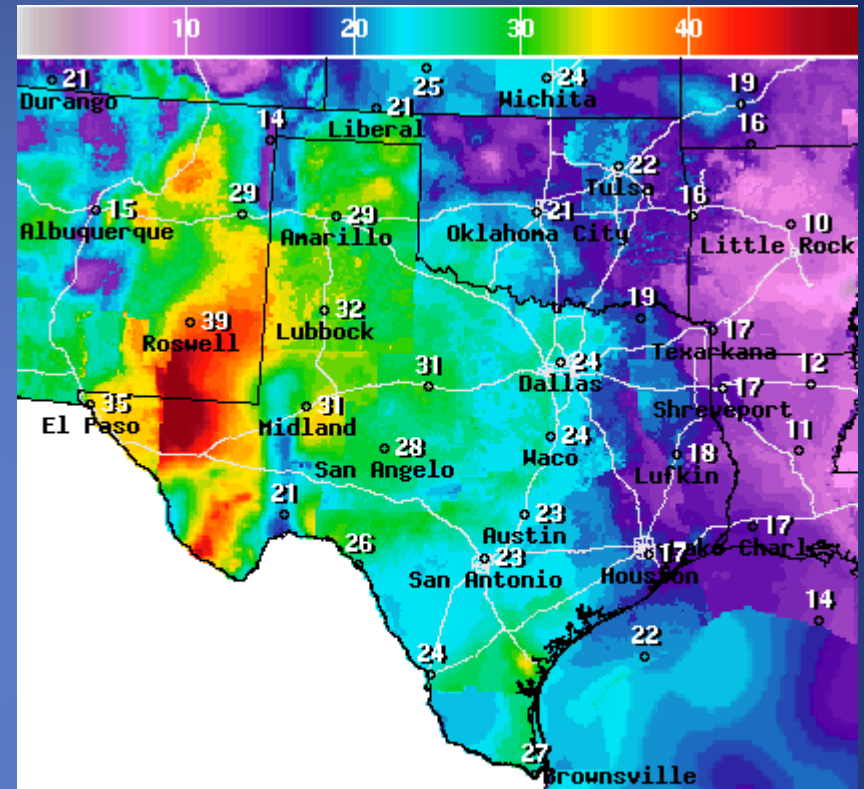 10 20 30 40
21 Durango
25
24 Wichita
21 Liberal
19
14
16
22 Tulsa
15 Albuquerque
29
29 Amarillo
21 Oklahoma City
16
10 Little Rock
39 Roswell
32 Lubbock
19
17 Texarkana
24 Dallas
31
17 Shreveport
12
35 El Paso
31 Midland
28 San Angelo
24 Waco
18 Lufkin
11
21
23 Austin
17 Lake Charles
26
23 San Antonio
17 Houston
14
22
24
27 Brownsville